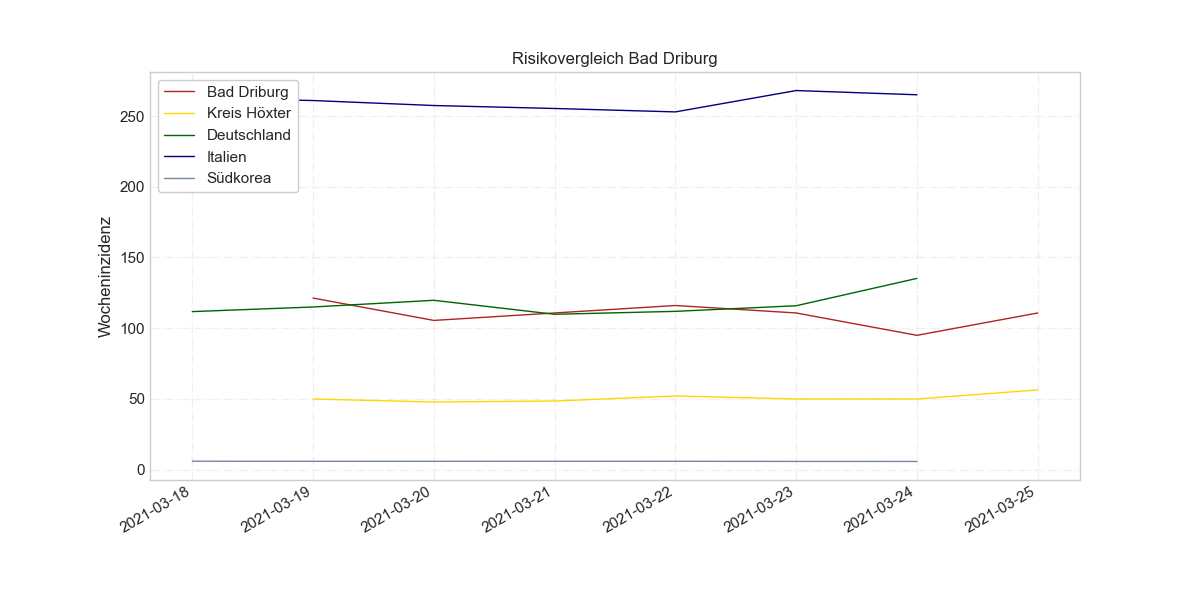 Risikovergleich Bad Driburg
Bad Driburg
Kreis Höxter
Deutschland
Italien
Südkorea
Wocheninzidenz
250
200
150
100
50
0
2021-03-18
2021-03-19
2021-03-20
2021-03-21
2021-03-22
2021-03-23
2021-03-24
2021-03-25